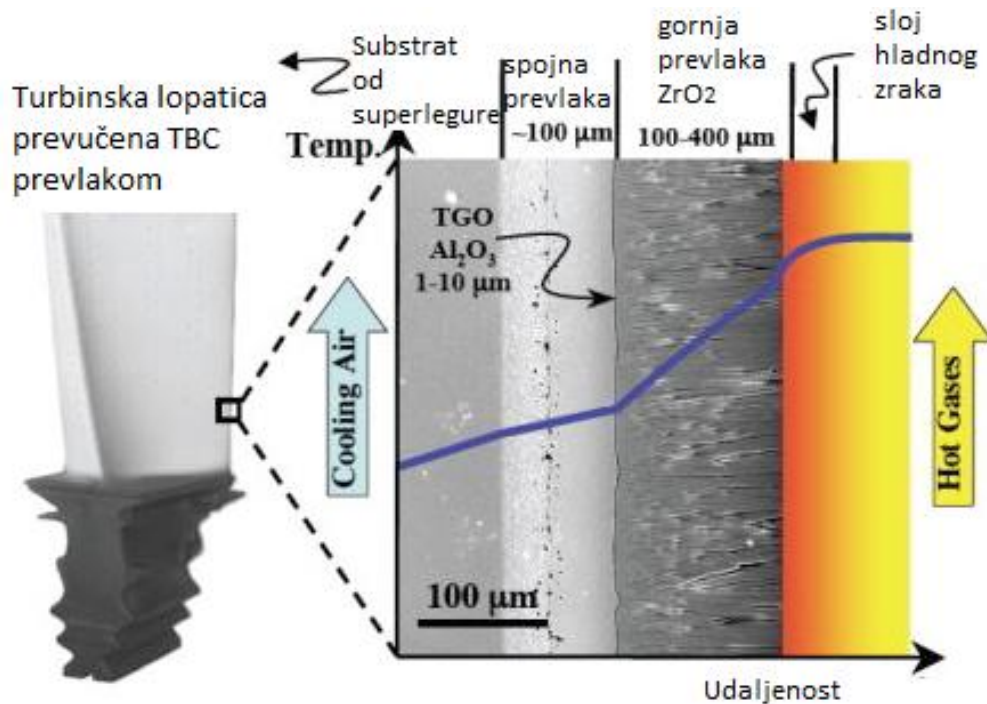 Turbinska lopatica
prevučena TBC
prevlakom
Substrat
od
superlegure
spojna
prevlaka
~100 μm
gornja
prevlaka
ZrO2
100-400 μm
sloj
hladnog
zraka
Temp.
TGO
Al₂O₃
1-10 μm
Cooling Air
Hot Gases
100 μm
Udaljenost